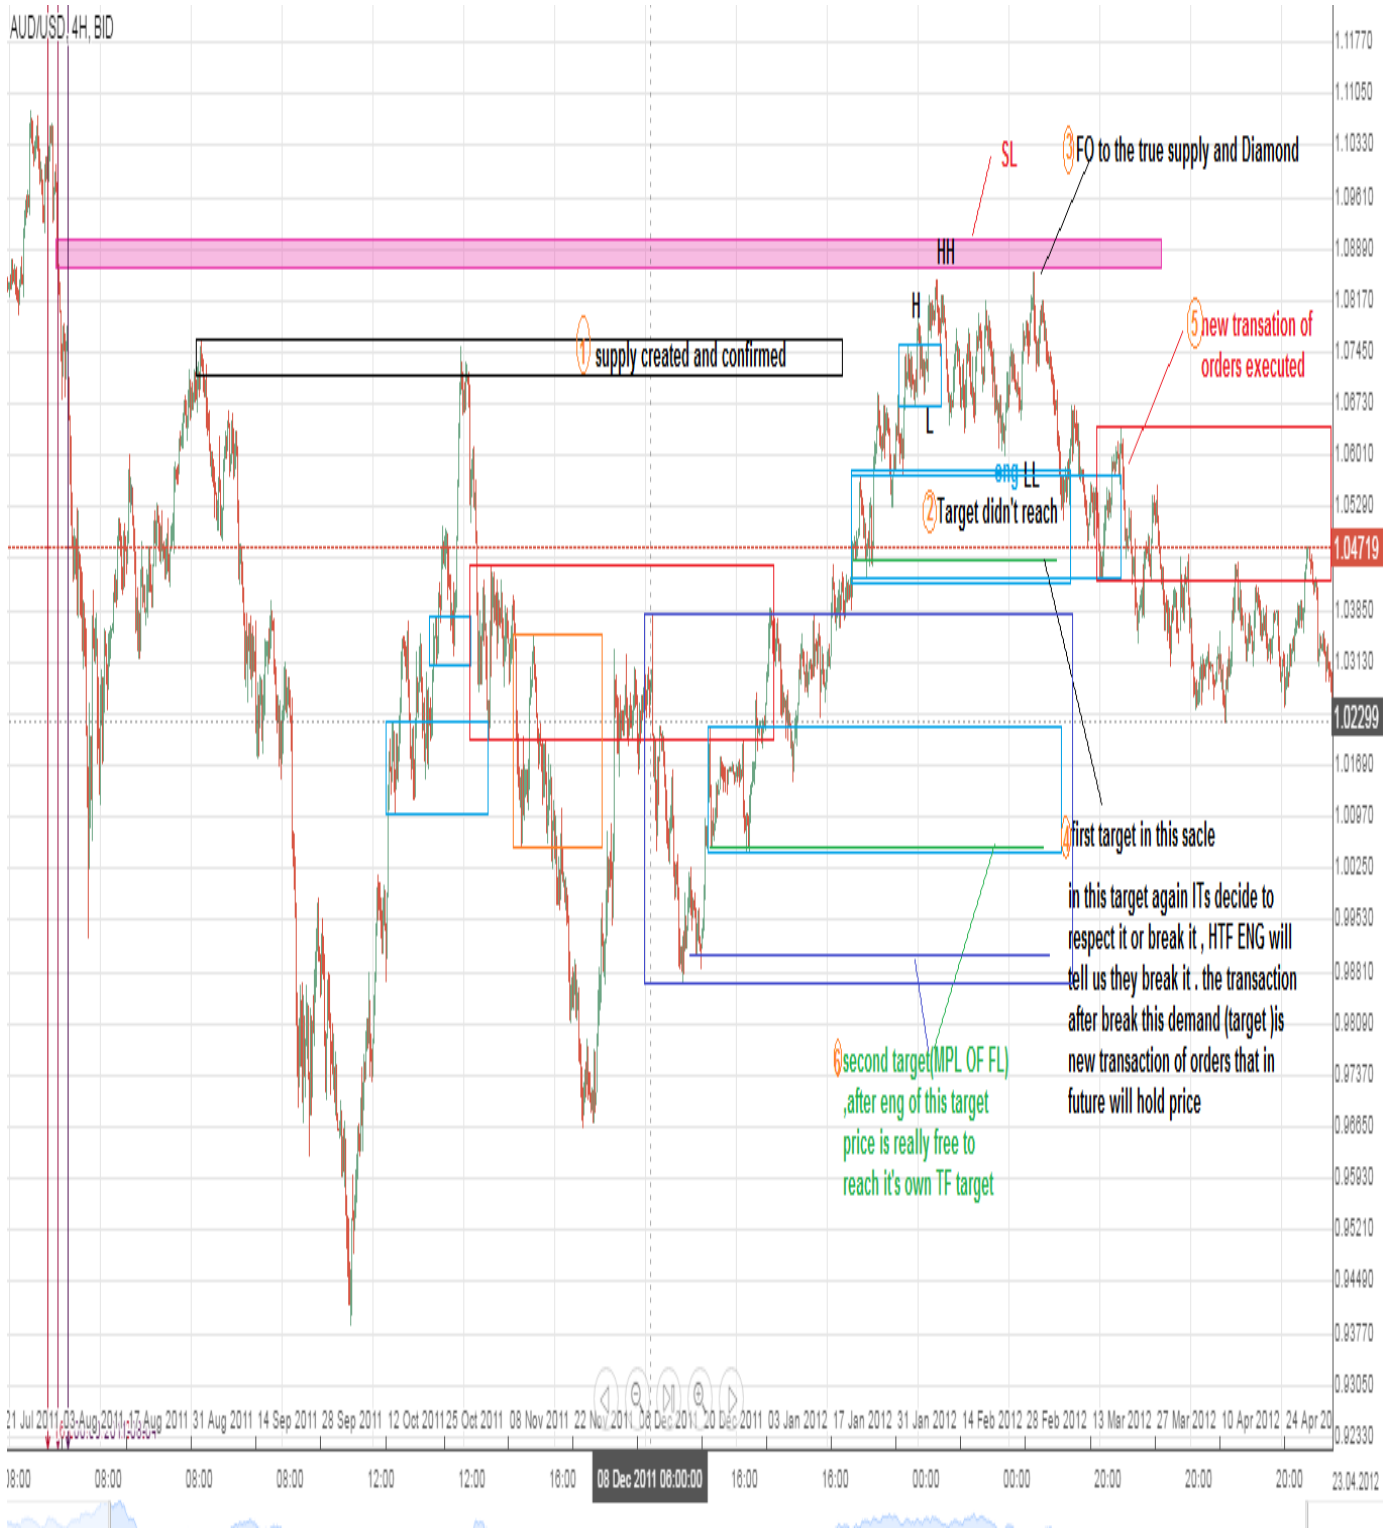 AUD/USD, 4H, BID
1.11770
1.11050
1.10330
1.09610
1.08890
1.08170
1.07450
1.06730
1.06010
1.05290
1.04719
1.03850
1.03130
1.02299
1.01690
1.00970
1.00250
0.99530
0.98810
0.98090
0.97370
0.96650
0.95930
0.95210
0.94490
0.93770
0.93050
0.92330
SL
3 FO to the true supply and Diamond
HH
H
5 new transation of
orders executed
1 supply created and confirmed
L
eng LL
2 Target didn't reach
4 first target in this sacle
in this target again ITs decide to
respect it or break it , HTF ENG will
tell us they break it . the transaction
after break this demand (target )is
new transaction of orders that in
future will hold price
6 second target(MPL OF FL)
,after eng of this target
price is really free to
reach it's own TF target
21 Jul 2011 03 Aug 2011 17 Aug 2011 31 Aug 2011 14 Sep 2011 28 Sep 2011 12 Oct 2011 25 Oct 2011 08 Nov 2011 22 Nov 2011 06 Dec 2011 20 Dec 2011 03 Jan 2012 17 Jan 2012 31 Jan 2012 14 Feb 2012 28 Feb 2012 13 Mar 2012 27 Mar 2012 10 Apr 2012 24 Apr 20
08:00 08:00 08:00 08:00 12:00 12:00 16:00 08 Dec 2011 06:00:00 16:00 16:00 00:00 00:00 20:00 20:00 20:00 23.04.2012